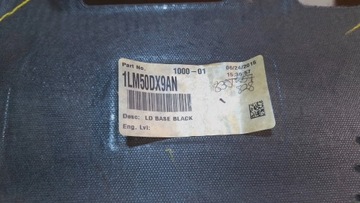 Part No. 1000-01 06/24/2016
1LM50DX9AN
Desc: LD BASE BLACK
Eng. Lvl: